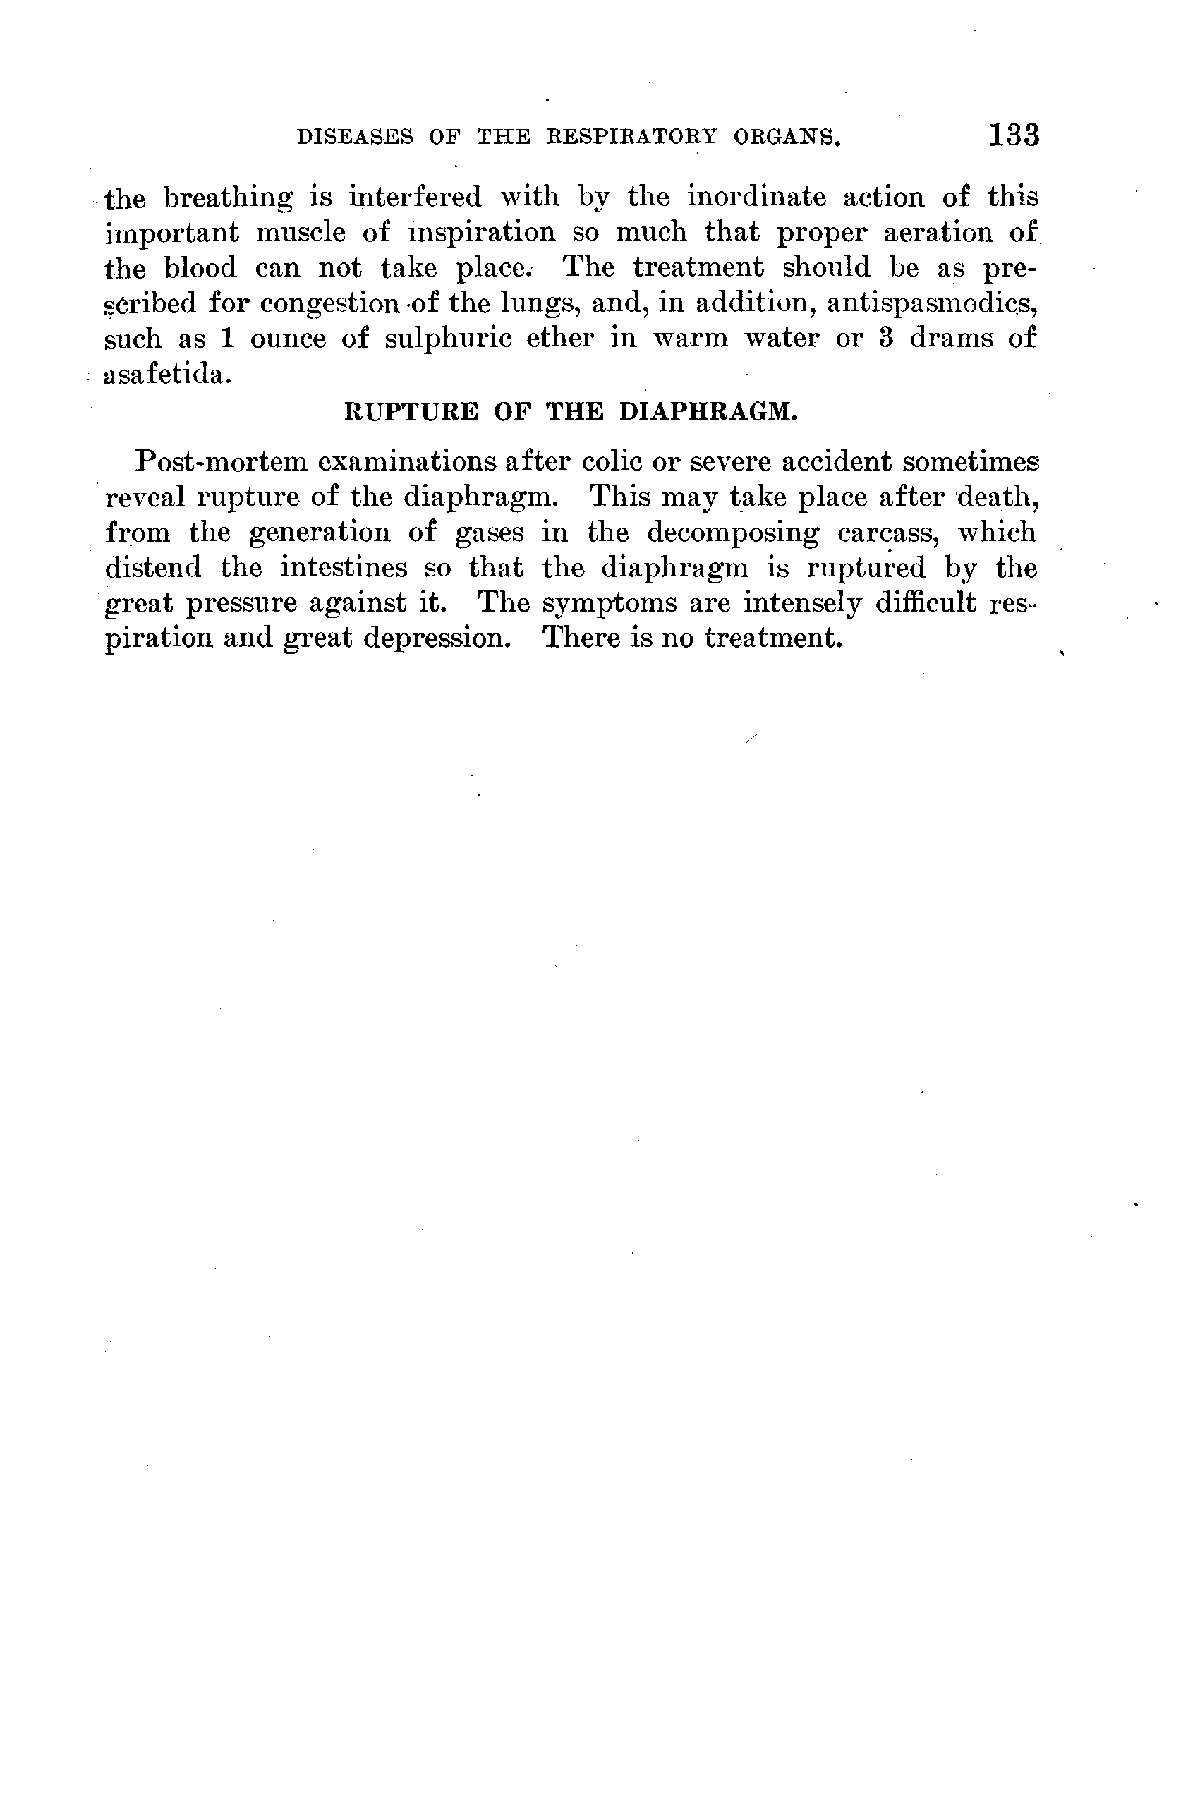 DISEASES OF THE RESPIRATORY ORGANS. 133
the breathing is interfered with by the inordinate action of this
important muscle of inspiration so much that proper aeration of
the blood can not take place. The treatment should be as pre-
scribed for congestion of the lungs, and, in addition, antispasmodics,
such as 1 ounce of sulphuric ether in warm water or 3 drams of
asafetida.
RUPTURE OF THE DIAPHRAGM.
Post-mortem examinations after colic or severe accident sometimes
reveal rupture of the diaphragm. This may take place after death,
from the generation of gases in the decomposing carcass, which
distend the intestines so that the diaphragm is ruptured by the
great pressure against it. The symptoms are intensely difficult res-
piration and great depression. There is no treatment.